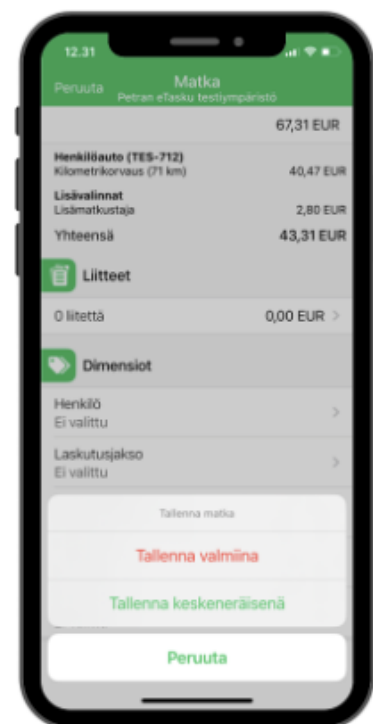 12.31
Peruuta
Matka
Petran eTasku testiympäristö
67,31 EUR
Henkilöauto (TES-712)
Kilometrikorvaus (71 km) 40,47 EUR
Lisävalinnat
Lisämatkustaja 2,80 EUR
Yhteensä 43,31 EUR
Liitteet
0 liitettä 0,00 EUR
Dimensiot
Henkilö
Ei valittu
Laskutusjakso
Ei valittu
Tallenna matka
Tallenna valmiina
Tallenna keskeneräisenä
Peruuta